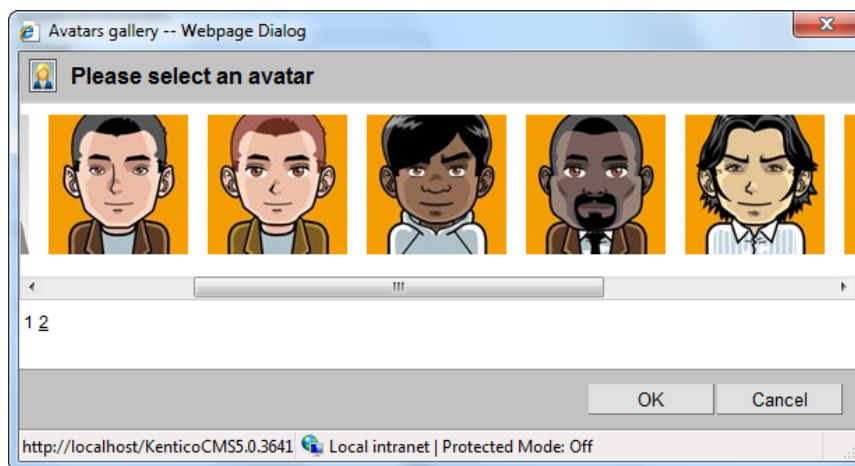 Avatars gallery -- Webpage Dialog
Please select an avatar
1 2
OK Cancel
http://localhost/KenticoCMS5.0.3641 Local intranet | Protected Mode: Off